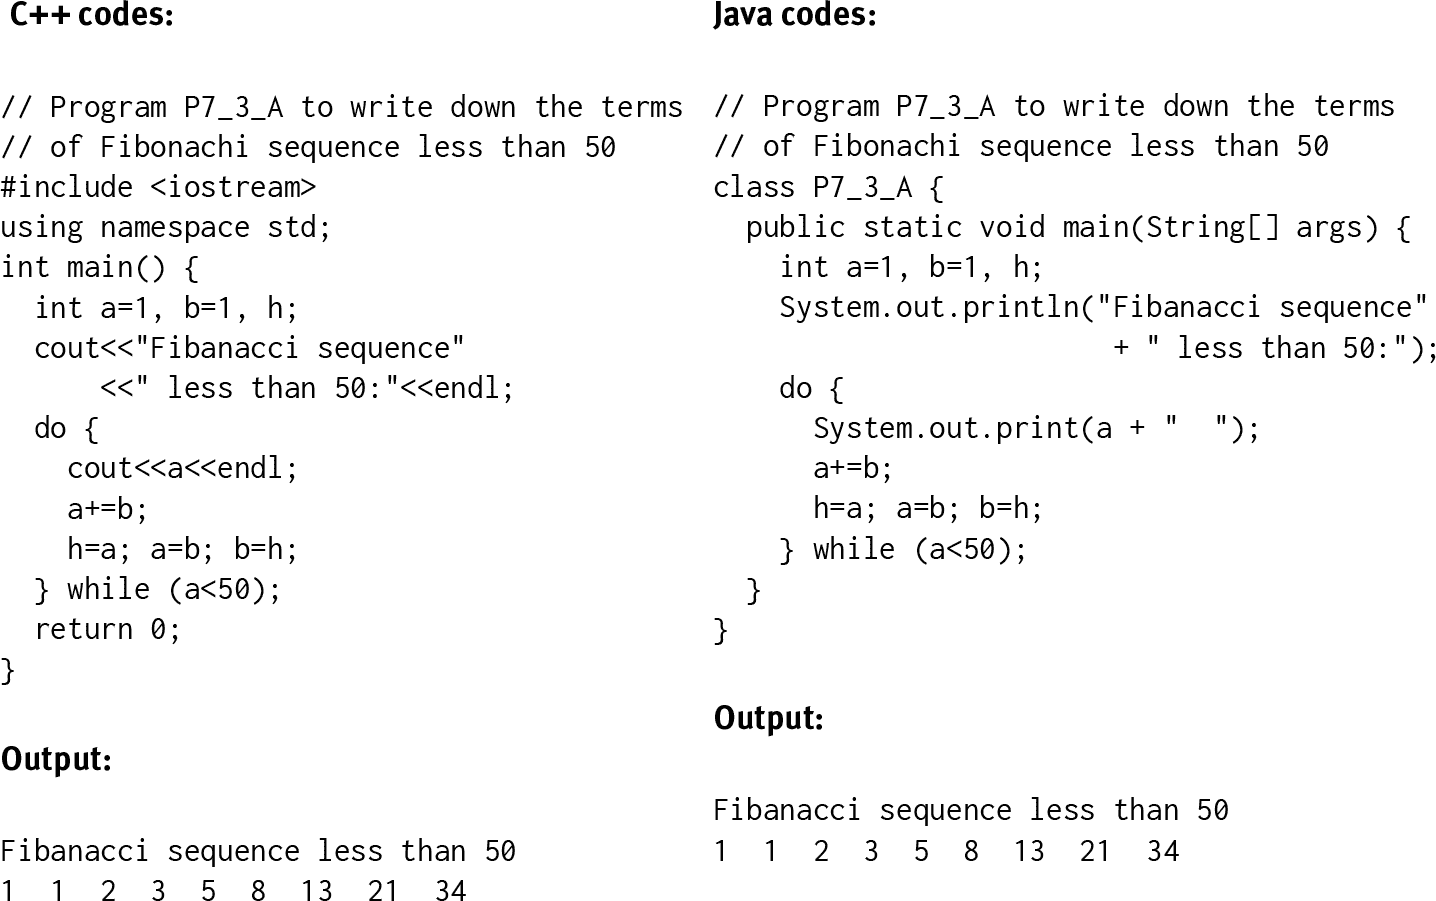 C++ codes:
// Program P7_3_A to write down the terms
// of Fibonachi sequence less than 50
#include <iostream>
using namespace std;
int main() {
  int a=1, b=1, h;
  cout<<"Fibanacci sequence"
      <<" less than 50:"<<endl;
  do {
    cout<<a<<endl;
    a+=b;
    h=a; a=b; b=h;
  } while (a<50);
  return 0;
}
Output:
Fibanacci sequence less than 50
1  1  2  3  5  8  13  21  34
Java codes:
// Program P7_3_A to write down the terms
// of Fibonachi sequence less than 50
class P7_3_A {
  public static void main(String[] args) {
    int a=1, b=1, h;
    System.out.println("Fibanacci sequence"
                        + " less than 50:");
    do {
      System.out.print(a + "  ");
      a+=b;
      h=a; a=b; b=h;
    } while (a<50);
  }
}
Output:
Fibanacci sequence less than 50
1  1  2  3  5  8  13  21  34